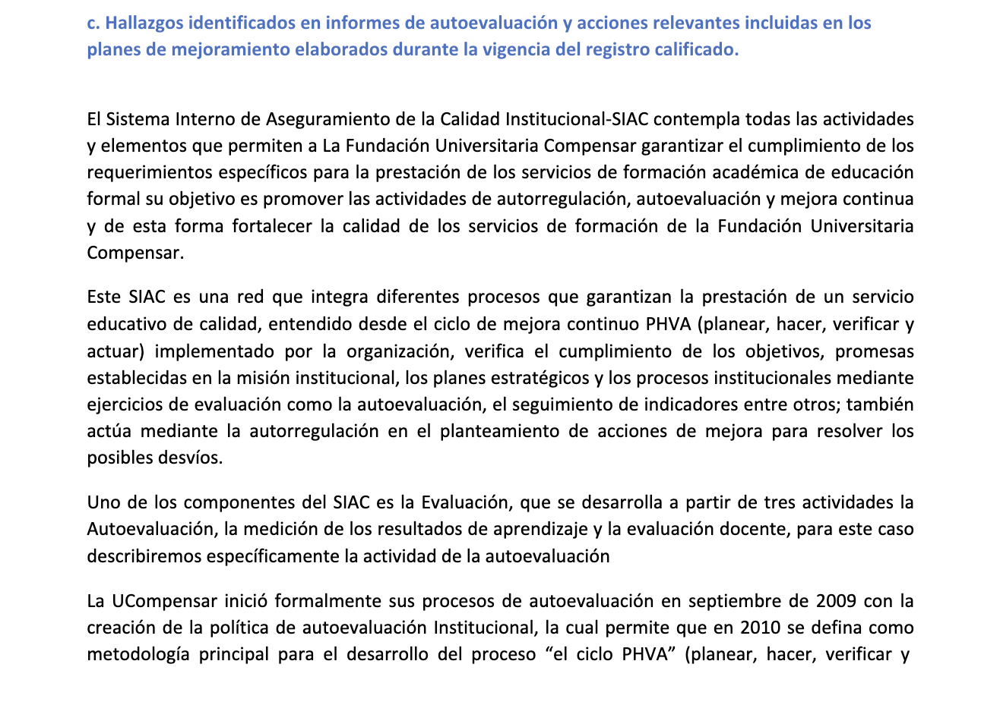 c. Hallazgos identificados en informes de autoevaluación y acciones relevantes incluidas en los
planes de mejoramiento elaborados durante la vigencia del registro calificado.
El Sistema Interno de Aseguramiento de la Calidad Institucional-SIAC contempla todas las actividades
y elementos que permiten a La Fundación Universitaria Compensar garantizar el cumplimiento de los
requerimientos específicos para la prestación de los servicios de formación académica de educación
formal su objetivo es promover las actividades de autorregulación, autoevaluación y mejora continua
y de esta forma fortalecer la calidad de los servicios de formación de la Fundación Universitaria
Compensar.
Este SIAC es una red que integra diferentes procesos que garantizan la prestación de un servicio
educativo de calidad, entendido desde el ciclo de mejora continuo PHVA (planear, hacer, verificar y
actuar) implementado por la organización, verifica el cumplimiento de los objetivos, promesas
establecidas en la misión institucional, los planes estratégicos y los procesos institucionales mediante
ejercicios de evaluación como la autoevaluación, el seguimiento de indicadores entre otros; también
actúa mediante la autorregulación en el planteamiento de acciones de mejora para resolver los
posibles desvíos.
Uno de los componentes del SIAC es la Evaluación, que se desarrolla a partir de tres actividades la
Autoevaluación, la medición de los resultados de aprendizaje y la evaluación docente, para este caso
describiremos específicamente la actividad de la autoevaluación
La UCompensar inició formalmente sus procesos de autoevaluación en septiembre de 2009 con la
creación de la política de autoevaluación Institucional, la cual permite que en 2010 se defina como
metodología principal para el desarrollo del proceso “el ciclo PHVA” (planear, hacer, verificar y